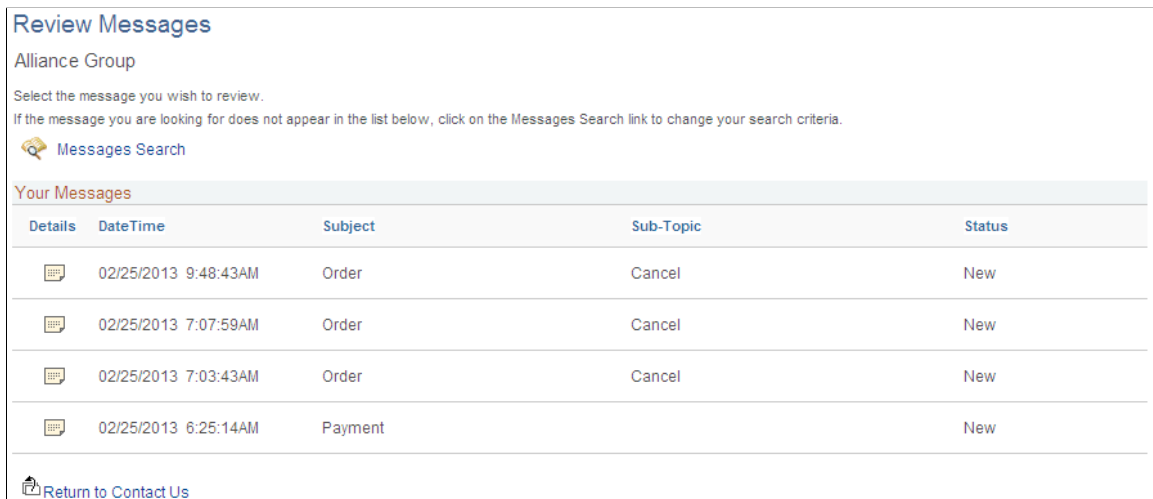 Review Messages
Alliance Group
Select the message you wish to review.
If the message you are looking for does not appear in the list below, click on the Messages Search link to change your search criteria.
Messages Search
Your Messages
Details DateTime Subject Sub-Topic Status
02/25/2013 9:48:43AM Order Cancel New
02/25/2013 7:07:59AM Order Cancel New
02/25/2013 7:03:43AM Order Cancel New
02/25/2013 6:25:14AM Payment New
Return to Contact Us